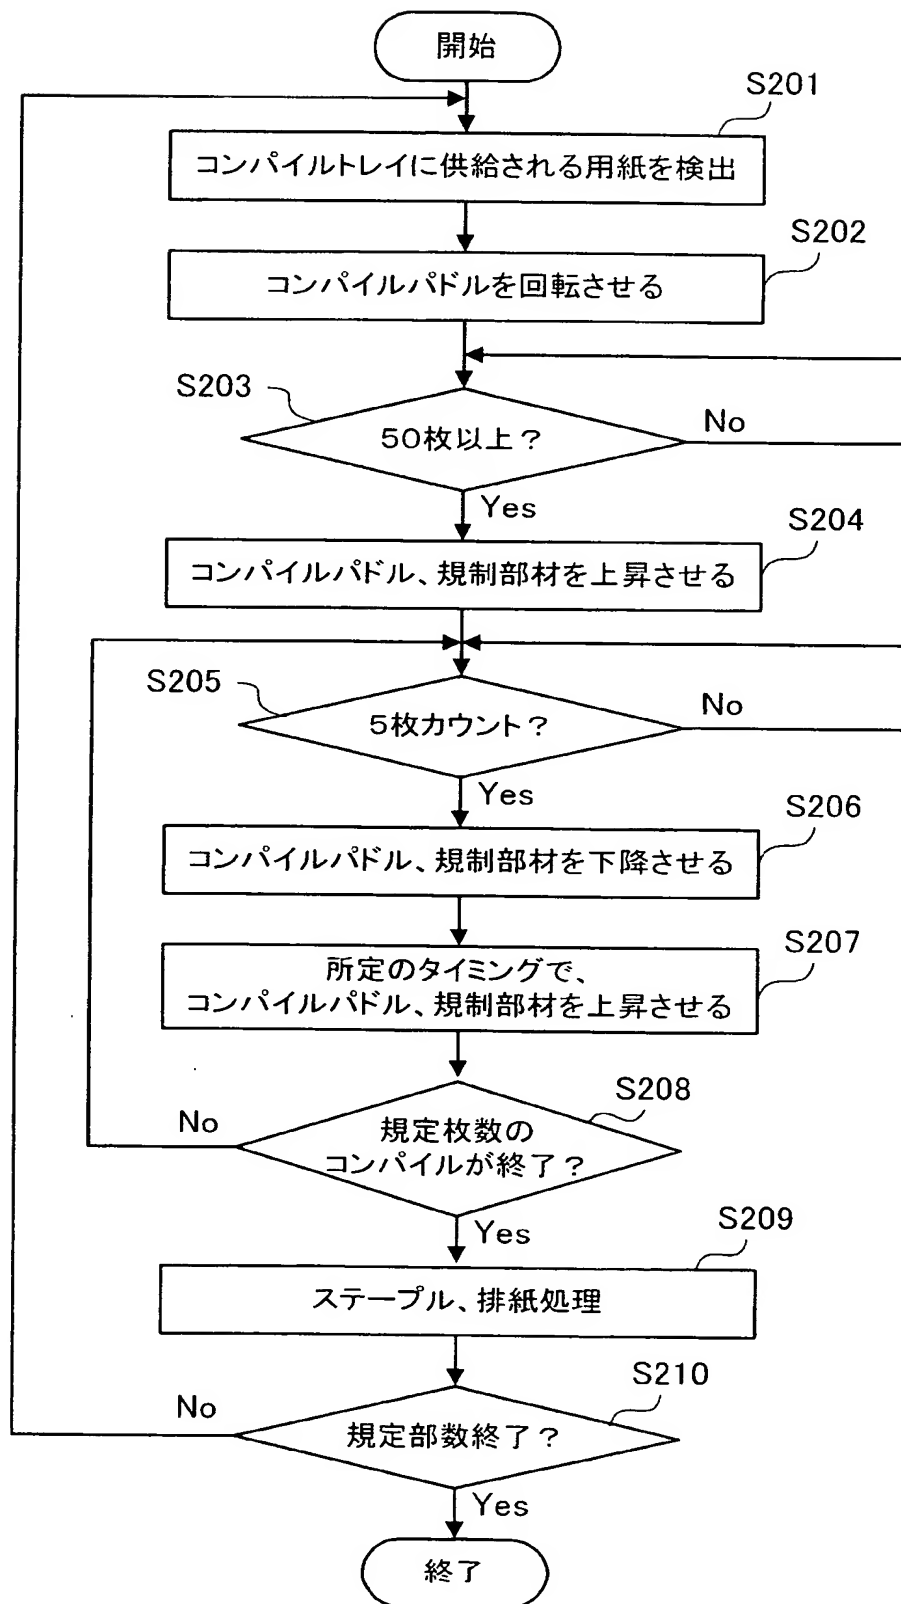 開始
S201
コンパイルトレイに供給される用紙を検出
S202
コンパイルパドルを回転させる
S203
50枚以上？
No
Yes
S204
コンパイルパドル、規制部材を上昇させる
S205
5枚カウント？
No
Yes
S206
コンパイルパドル、規制部材を下降させる
S207
所定のタイミングで、
コンパイルパドル、規制部材を上昇させる
S208
No
規定枚数の
コンパイルが終了？
Yes
S209
ステープル、排紙処理
S210
No
規定部数終了？
Yes
終了